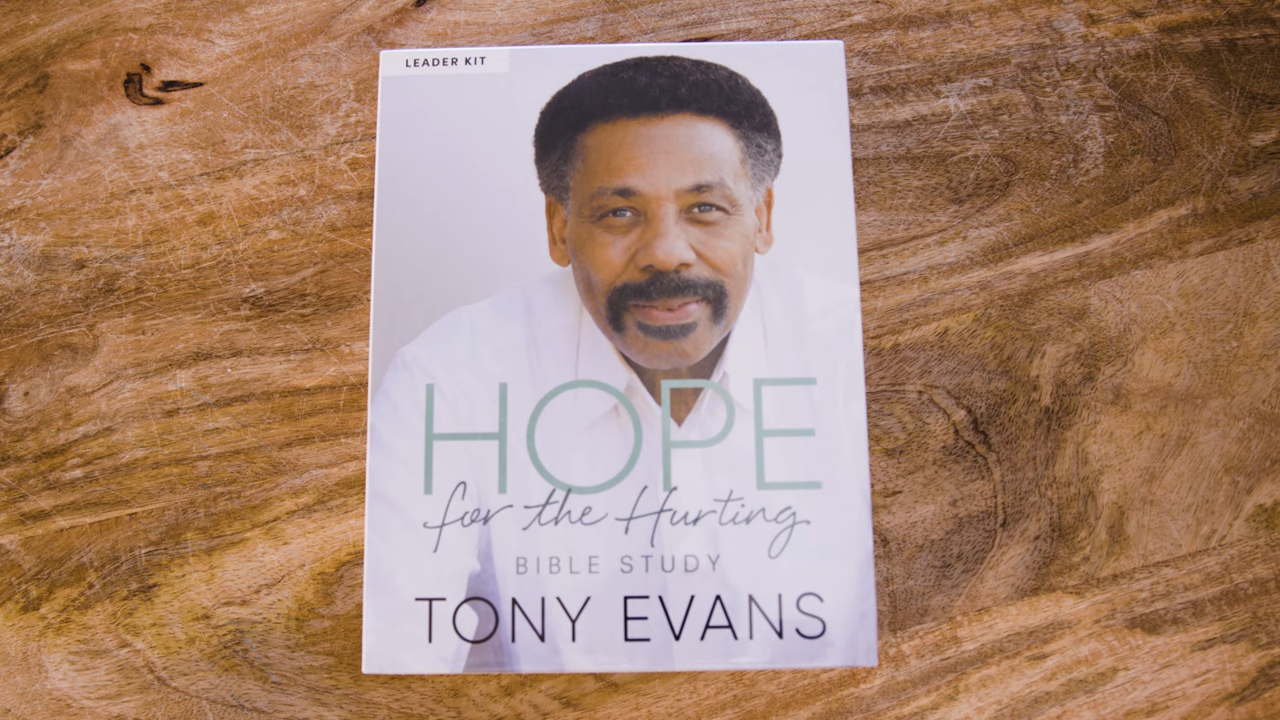 LEADER KIT
HOPE
for the Hurting
BIBLE STUDY
TONY EVANS